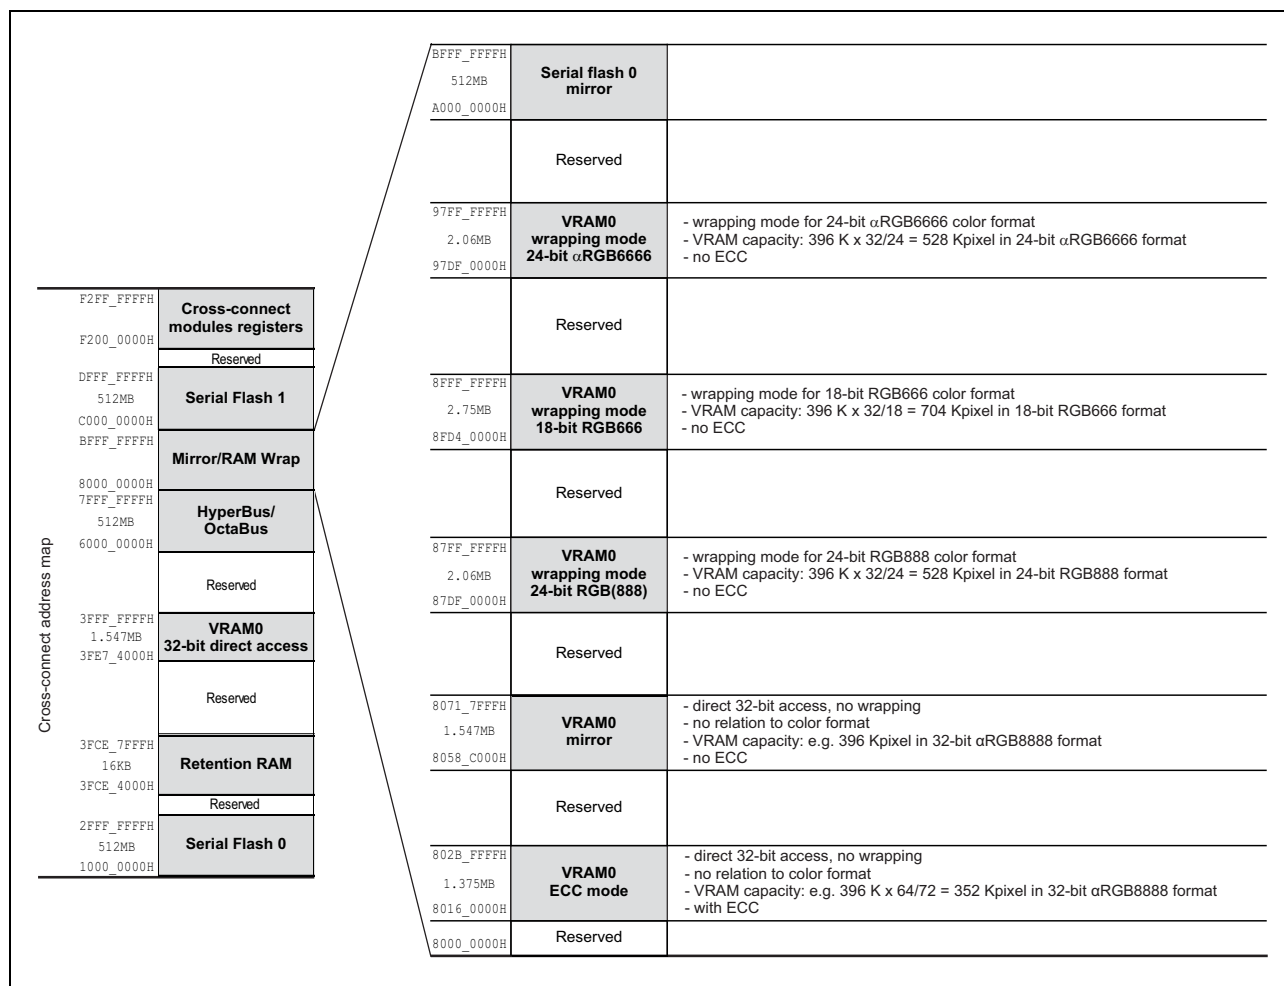 Cross-connect address map
F2FF_FFFFH
Cross-connect
modules registers
F200_0000H
Reserved
DFFF_FFFFH
512MB
Serial Flash 1
C000_0000H
BFFF_FFFFH
Mirror/RAM Wrap
8000_0000H
7FFF_FFFFH
HyperBus/
512MB
OctaBus
6000_0000H
Reserved
3FFF_FFFFH
VRAM0
1.547MB
32-bit direct access
3FE7_4000H
Reserved
3FCE_7FFFH
16KB
Retention RAM
3FCE_4000H
Reserved
2FFF_FFFFH
512MB
Serial Flash 0
1000_0000H
BFFF_FFFFH
512MB
A000_0000H
Serial flash 0
mirror
Reserved
97FF_FFFFH
2.06MB
97DF_0000H
VRAM0
wrapping mode
24-bit αRGB6666
- wrapping mode for 24-bit αRGB6666 color format
- VRAM capacity: 396 K x 32/24 = 528 Kpixel in 24-bit αRGB6666 format
- no ECC
Reserved
8FFF_FFFFH
2.75MB
8FD4_0000H
VRAM0
wrapping mode
18-bit RGB666
- wrapping mode for 18-bit RGB666 color format
- VRAM capacity: 396 K x 32/18 = 704 Kpixel in 18-bit RGB666 format
- no ECC
Reserved
87FF_FFFFH
2.06MB
87DF_0000H
VRAM0
wrapping mode
24-bit RGB(888)
- wrapping mode for 24-bit RGB888 color format
- VRAM capacity: 396 K x 32/24 = 528 Kpixel in 24-bit RGB888 format
- no ECC
Reserved
8071_7FFFH
1.547MB
8058_C000H
VRAM0
mirror
- direct 32-bit access, no wrapping
- no relation to color format
- VRAM capacity: e.g. 396 Kpixel in 32-bit αRGB8888 format
- no ECC
Reserved
802B_FFFFH
1.375MB
8016_0000H
VRAM0
ECC mode
- direct 32-bit access, no wrapping
- no relation to color format
- VRAM capacity: e.g. 396 K x 64/72 = 352 Kpixel in 32-bit αRGB8888 format
- with ECC
Reserved
8000_0000H